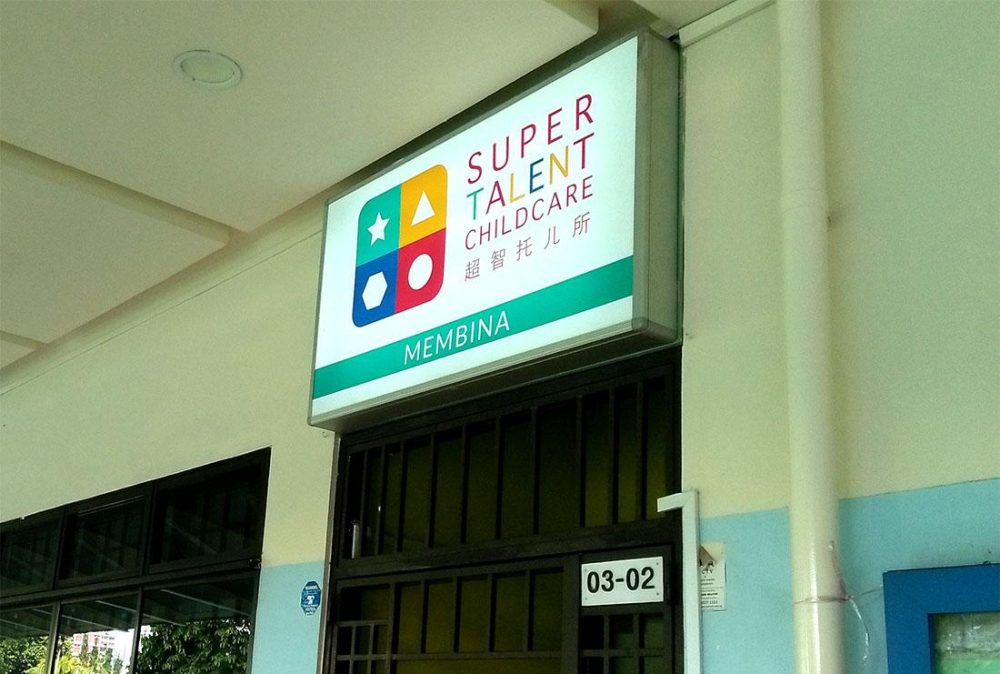 SUPER
TALENT
CHILDCARE
超智托儿所
MEMBINA
03-02